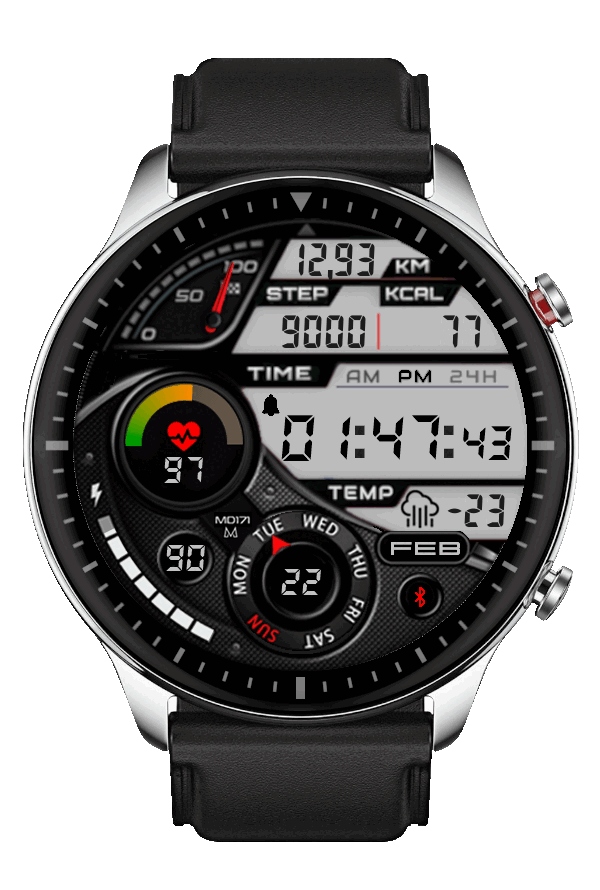 12,93 KM
100
50
0
STEP KCAL
9000 77
TIME AM PM 24H
01:47:43
97
TEMP
-23
MD171
90
MON TUE WED THU FRI SAT SUN
22
FEB